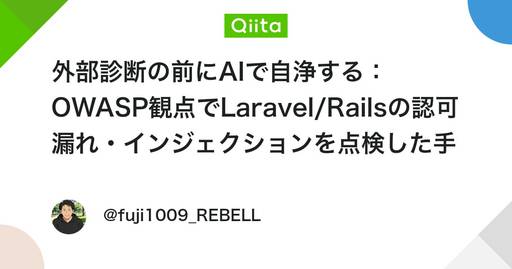 Qiita
外部診断の前にAIで自浄する：
OWASP観点でLaravel/Railsの認可
漏れ・インジェクションを点検した手
@fuji1009_REBELL